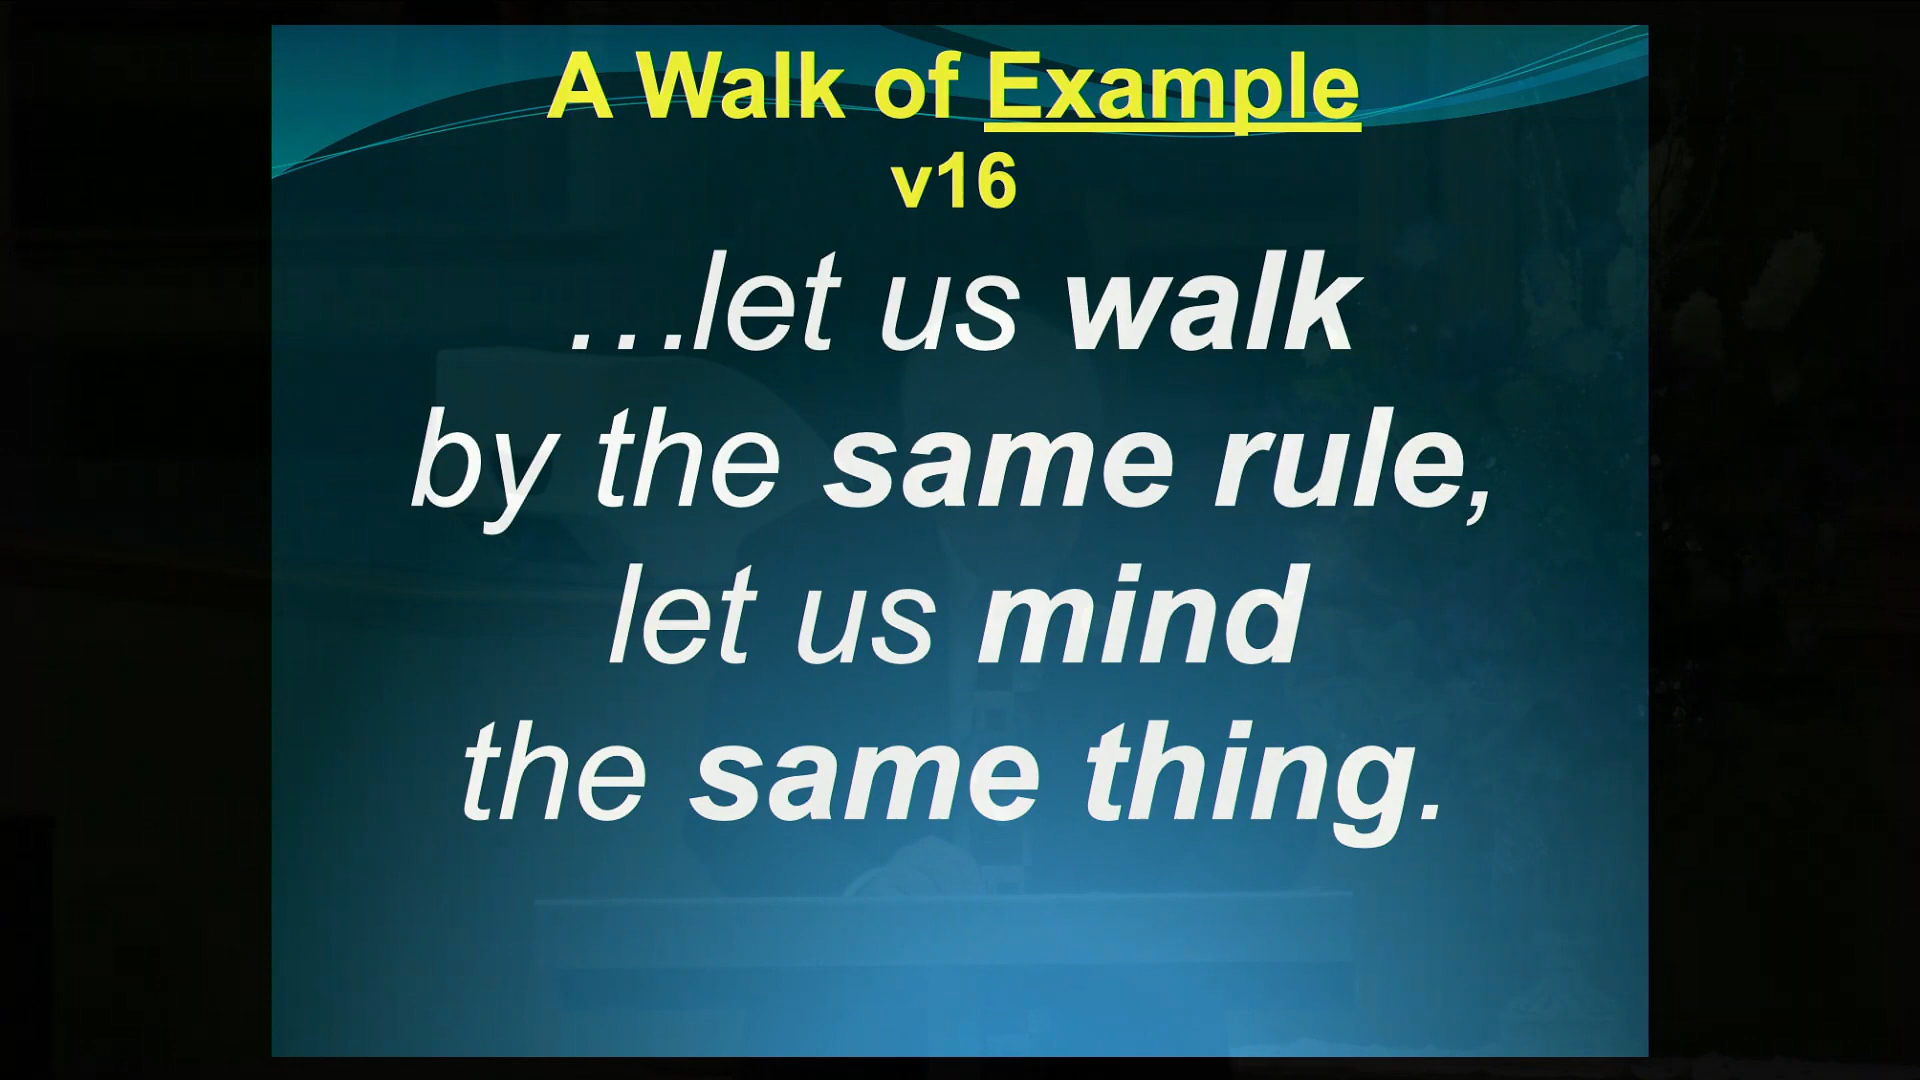 A Walk of Example
v16
…let us walk
by the same rule,
let us mind
the same thing.